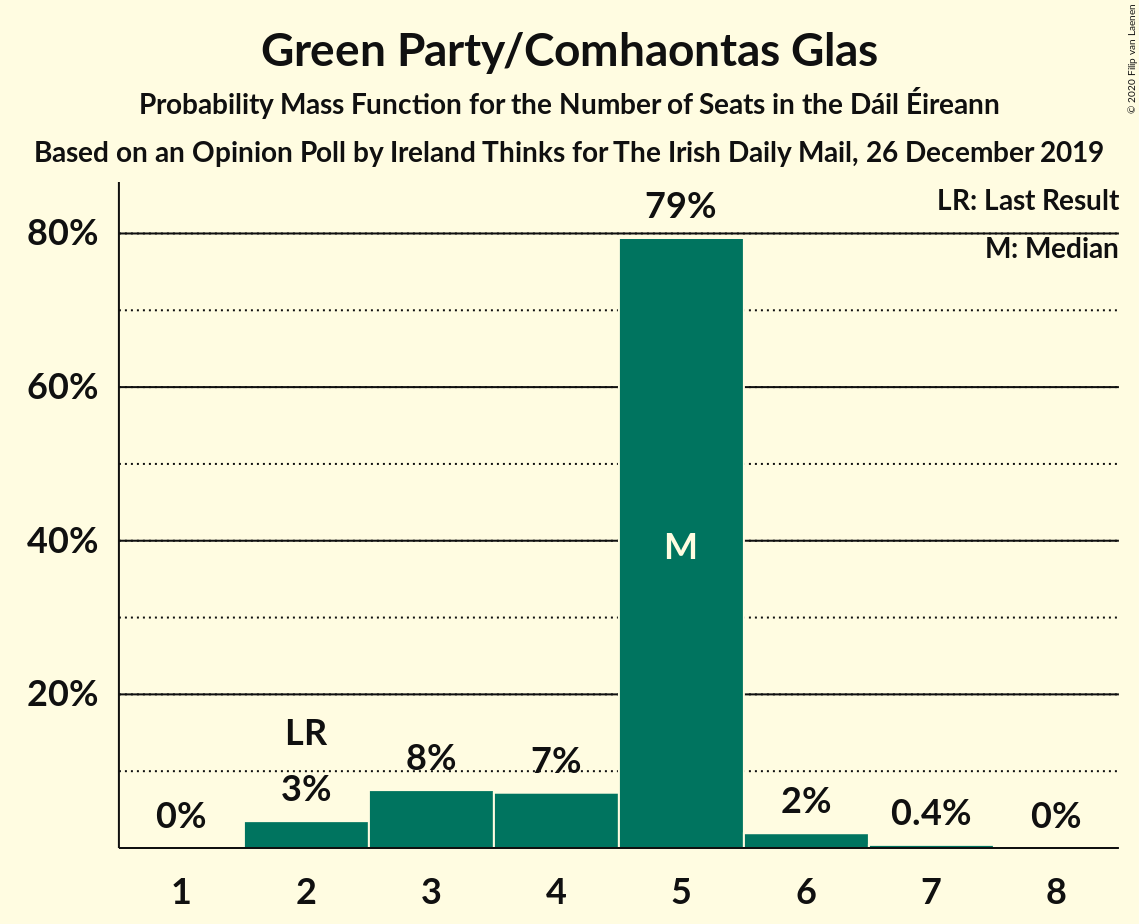 Green Party/Comhaontas Glas
Probability Mass Function for the Number of Seats in the Dáil Éireann
Based on an Opinion Poll by Ireland Thinks for The Irish Daily Mail, 26 December 2019
© 2020 Filip van Laenen
LR: Last Result
M: Median
80%
60%
40%
20%
0%
LR
3%
8%
7%
79%
M
2%
0.4%
0%
1 2 3 4 5 6 7 8